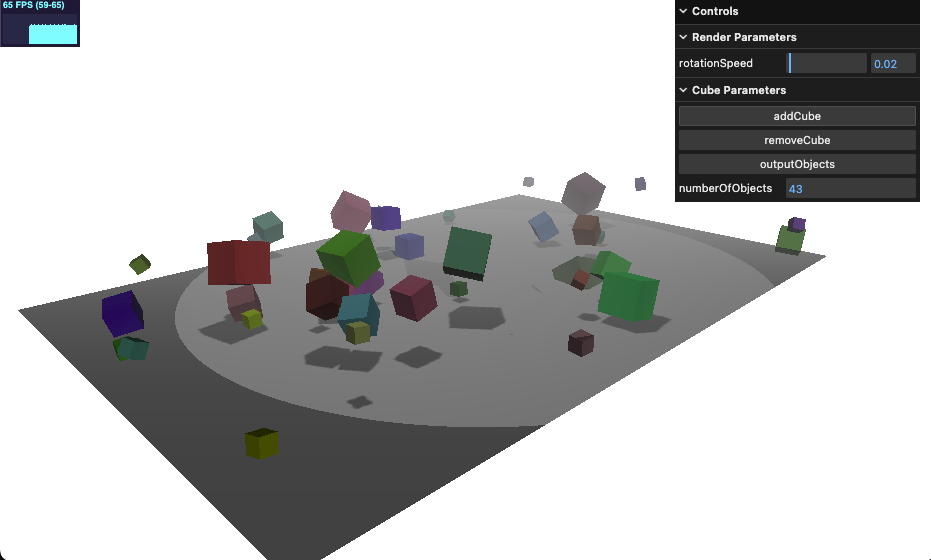 65 FPS (59-65)
Controls
Render Parameters
rotationSpeed 0.02
Cube Parameters
addCube
removeCube
outputObjects
numberOfObjects 43